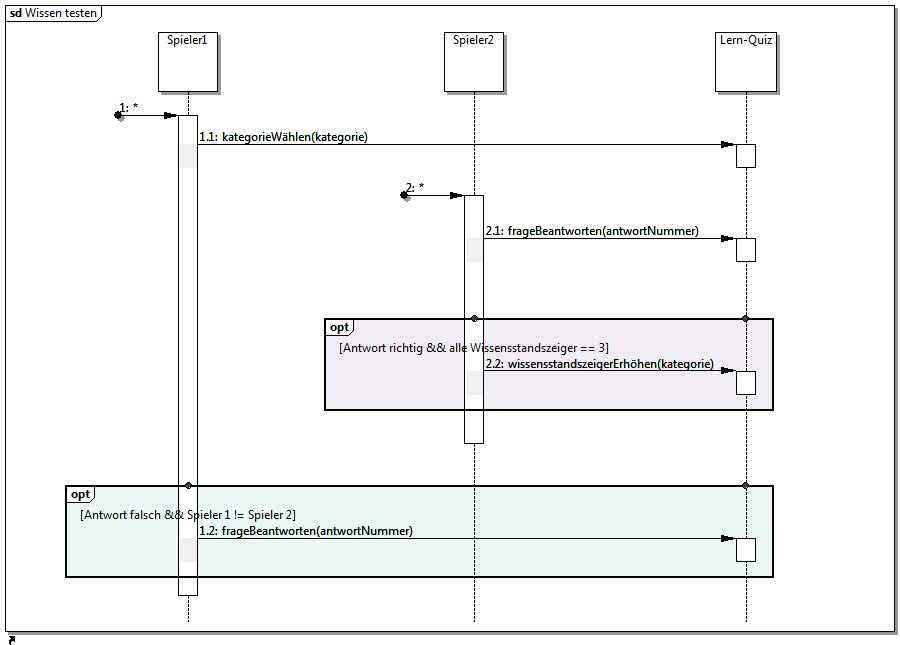 sd Wissen testen
Spieler1
Spieler2
Lern-Quiz
1: *
1.1: kategorieWählen(kategorie)
2: *
2.1: frageBeantworten(antwortNummer)
opt
[Antwort richtig && alle Wissensstandszeiger == 3]
2.2: wissensstandszeigerErhöhen(kategorie)
opt
[Antwort falsch && Spieler 1 != Spieler 2]
1.2: frageBeantworten(antwortNummer)